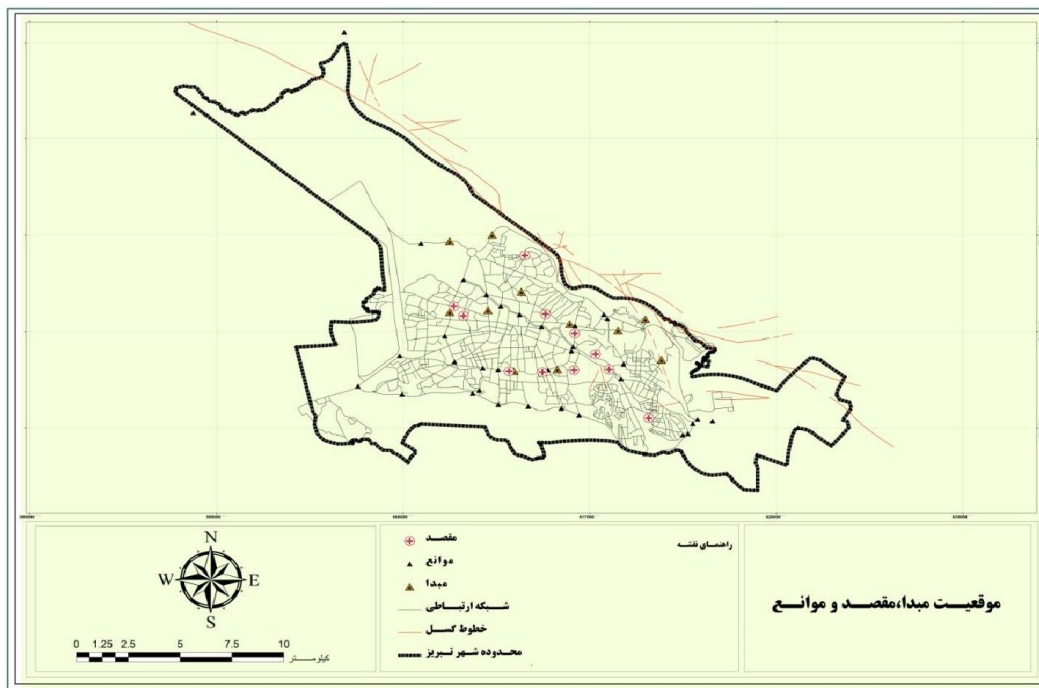 موقعیت مبدا،مقصد و موانع
راهنمای نقشه
مقصد
موانع
مبدا
شبکه ارتباطی
خطوط گسل
محدوده شهر تبریز
N
W E
S
0 1.25 2.5 5 7.5 10
کیلومتر